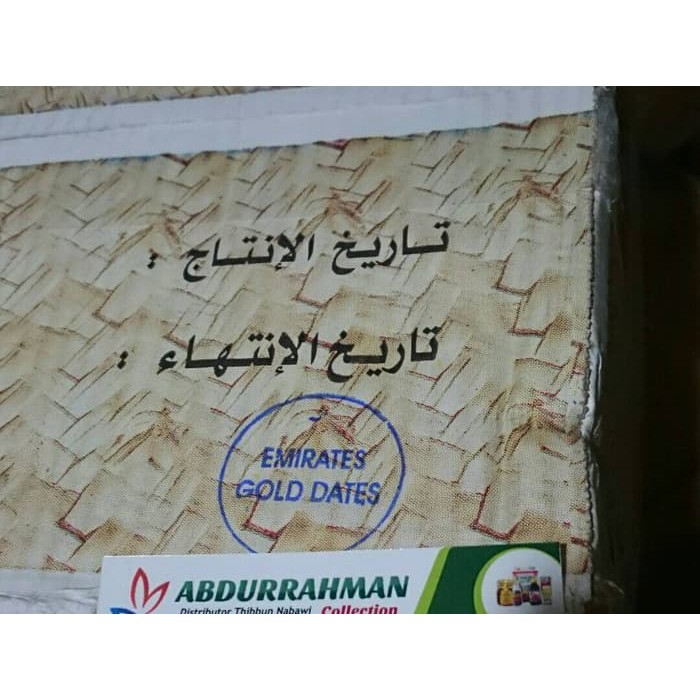 تاريخ الإنتاج :
تاريخ الإنتهاء :
EMIRATES
GOLD DATES
ABDURRAHMAN
Distributor Thibbun Nabawi Collection